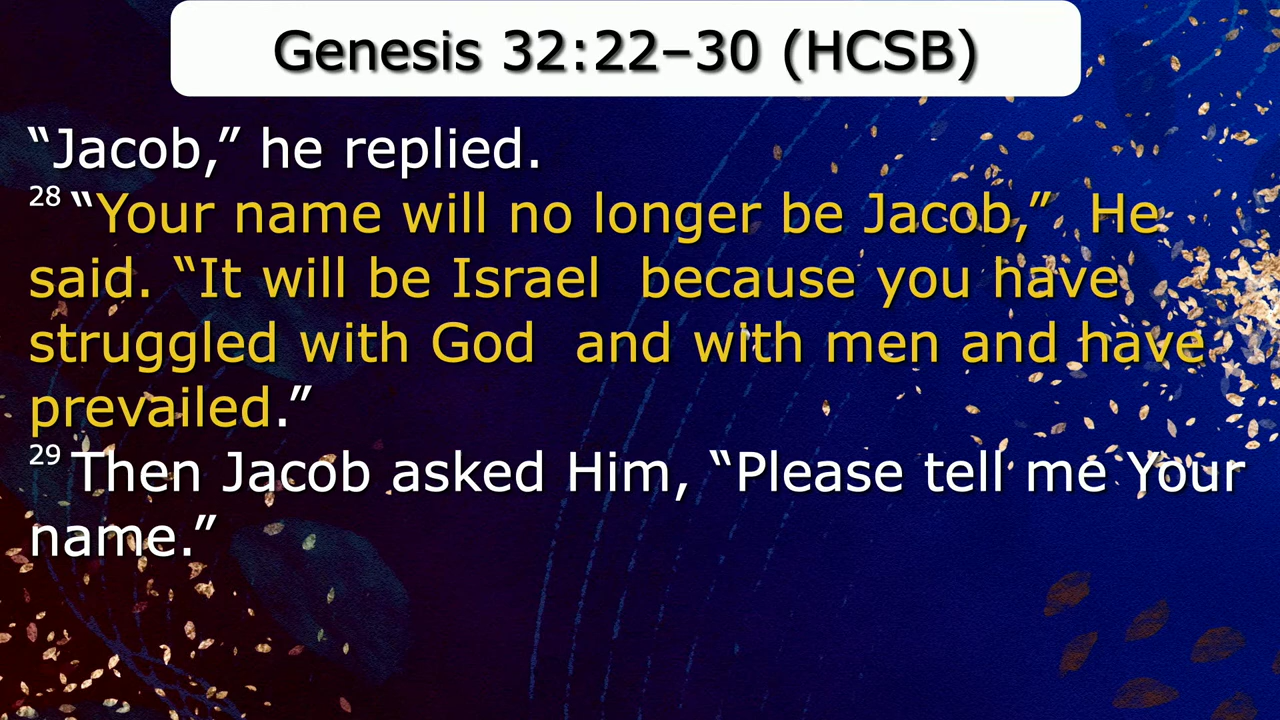 Genesis 32:22–30 (HCSB)
“Jacob,” he replied.
28 “Your name will no longer be Jacob,” He
said. “It will be Israel because you have
struggled with God and with men and have
prevailed.”
29 Then Jacob asked Him, “Please tell me Your
name.”